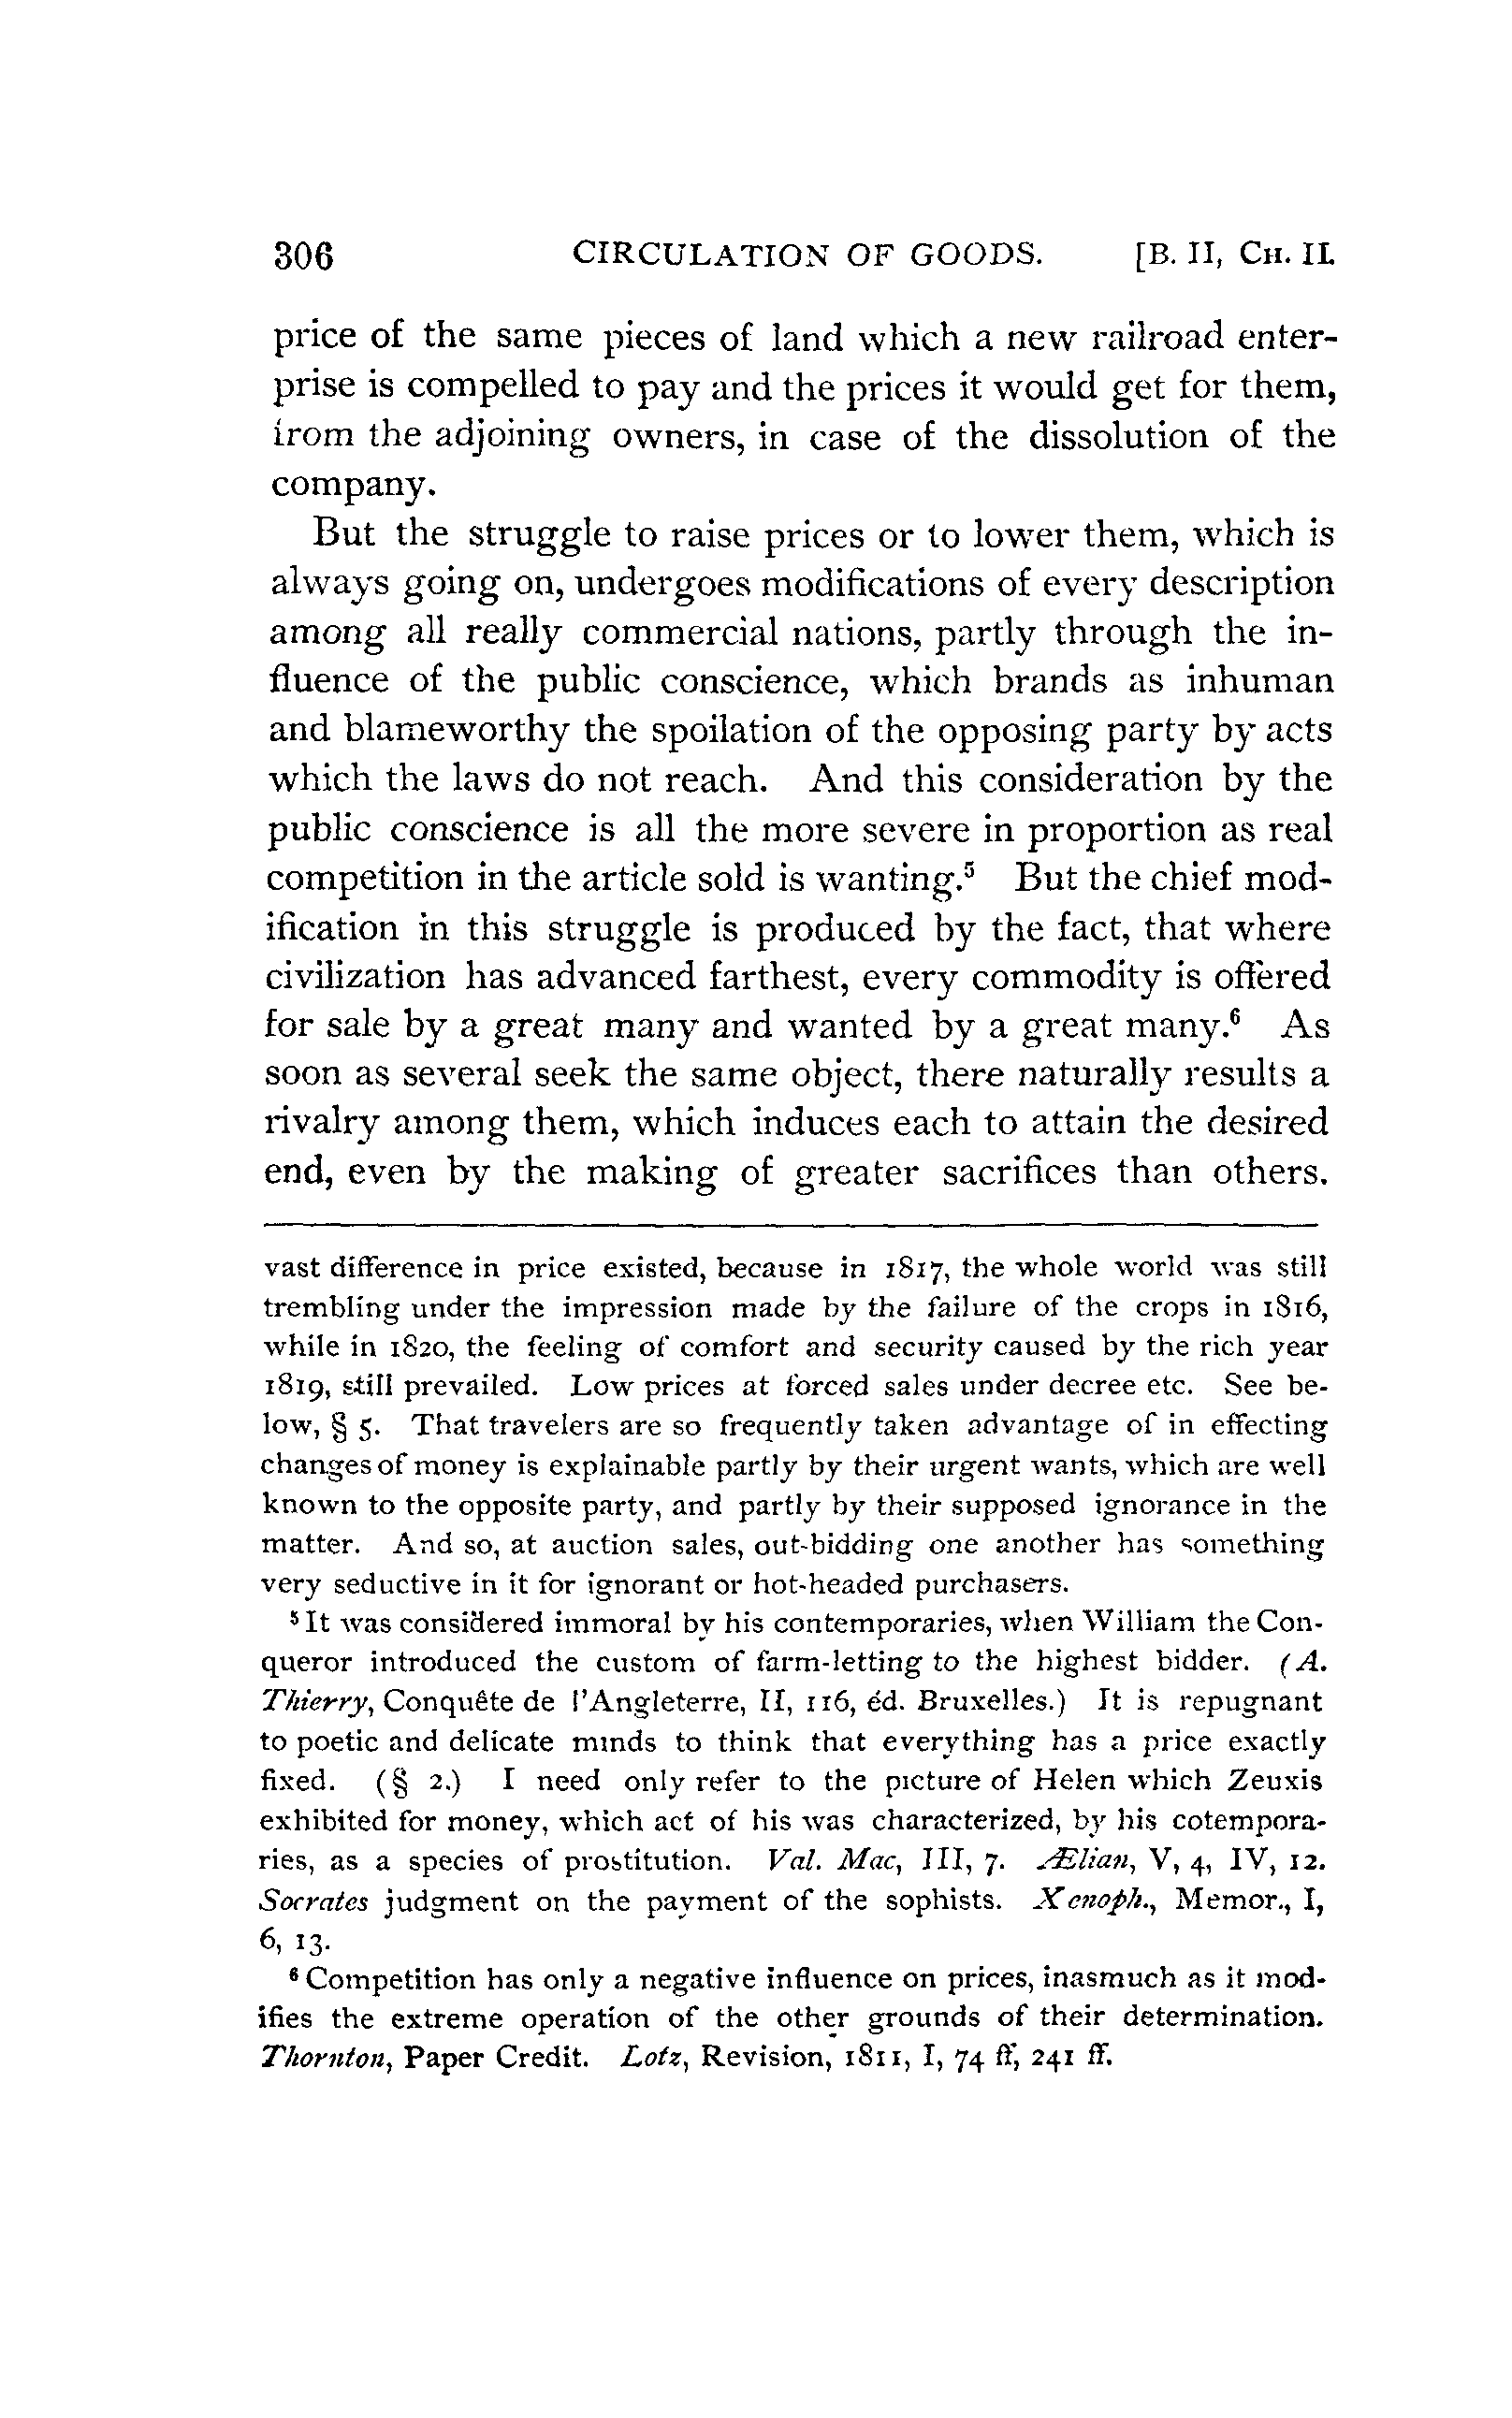 306 CIRCULATION OF GOODS. [B. II, CH. II.
price of the same pieces of land which a new railroad enter-
prise is compelled to pay and the prices it would get for them,
from the adjoining owners, in case of the dissolution of the
company.
But the struggle to raise prices or to lower them, which is
always going on, undergoes modifications of every description
among all really commercial nations, partly through the in-
fluence of the public conscience, which brands as inhuman
and blameworthy the spoilation of the opposing party by acts
which the laws do not reach. And this consideration by the
public conscience is all the more severe in proportion as real
competition in the article sold is wanting.⁵ But the chief mod-
ification in this struggle is produced by the fact, that where
civilization has advanced farthest, every commodity is offered
for sale by a great many and wanted by a great many.⁶ As
soon as several seek the same object, there naturally results a
rivalry among them, which induces each to attain the desired
end, even by the making of greater sacrifices than others.
vast difference in price existed, because in 1817, the whole world was still
trembling under the impression made by the failure of the crops in 1816,
while in 1820, the feeling of comfort and security caused by the rich year
1819, still prevailed. Low prices at forced sales under decree etc. See be-
low, § 5. That travelers are so frequently taken advantage of in effecting
changes of money is explainable partly by their urgent wants, which are well
known to the opposite party, and partly by their supposed ignorance in the
matter. And so, at auction sales, out-bidding one another has something
very seductive in it for ignorant or hot-headed purchasers.
⁵ It was considered immoral by his contemporaries, when William the Con-
queror introduced the custom of farm-letting to the highest bidder. (A.
Thierry, Conquête de l'Angleterre, II, 116, éd. Bruxelles.) It is repugnant
to poetic and delicate minds to think that everything has a price exactly
fixed. (§ 2.) I need only refer to the picture of Helen which Zeuxis
exhibited for money, which act of his was characterized, by his cotempora-
ries, as a species of prostitution. Val. Mac, III, 7. Ælian, V, 4, IV, 12.
Socrates judgment on the payment of the sophists. Xenoph., Memor., I,
6, 13.
⁶ Competition has only a negative influence on prices, inasmuch as it mod-
ifies the extreme operation of the other grounds of their determination.
Thornton, Paper Credit. Lotz, Revision, 1811, I, 74 ff, 241 ff.